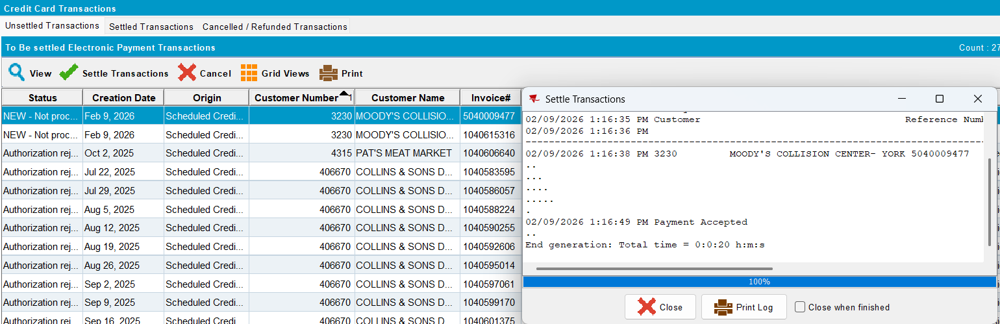 Credit Card Transactions
Unsettled Transactions Settled Transactions Cancelled / Refunded Transactions
To Be settled Electronic Payment Transactions Count : 27
View Settle Transactions Cancel Grid Views Print
Status Creation Date Origin Customer Number 1 Customer Name Invoice#
NEW - Not proc... Feb 9, 2026 Scheduled Credi... 3230 MOODY'S COLLISIO... 5040009477
NEW - Not proc... Feb 9, 2026 Scheduled Credi... 3230 MOODY'S COLLISIO... 1040615316
Authorization rej... Oct 2, 2025 Scheduled Credi... 4315 PAT'S MEAT MARKET 1040606640
Authorization rej... Jul 22, 2025 Scheduled Credi... 406670 COLLINS & SONS D... 1040583595
Authorization rej... Jul 29, 2025 Scheduled Credi... 406670 COLLINS & SONS D... 1040586057
Authorization rej... Aug 5, 2025 Scheduled Credi... 406670 COLLINS & SONS D... 1040588224
Authorization rej... Aug 12, 2025 Scheduled Credi... 406670 COLLINS & SONS D... 1040590255
Authorization rej... Aug 19, 2025 Scheduled Credi... 406670 COLLINS & SONS D... 1040592606
Authorization rej... Aug 26, 2025 Scheduled Credi... 406670 COLLINS & SONS D... 1040595014
Authorization rej... Sep 2, 2025 Scheduled Credi... 406670 COLLINS & SONS D... 1040597061
Authorization rej... Sep 9, 2025 Scheduled Credi... 406670 COLLINS & SONS D... 1040599170
Authorization rej... Sep 16, 2025 Scheduled Credi... 406670 COLLINS & SONS D... 1040601375
Settle Transactions
02/09/2026 1:16:35 PM Customer Reference Numb
02/09/2026 1:16:36 PM
--------------------------------------------------------------------------------
02/09/2026 1:16:38 PM 3230 MOODY'S COLLISION CENTER- YORK 5040009477
..
...
....
.....
.
02/09/2026 1:16:49 PM Payment Accepted
..
End generation: Total time = 0:0:20 h:m:s
100%
Close Print Log Close when finished